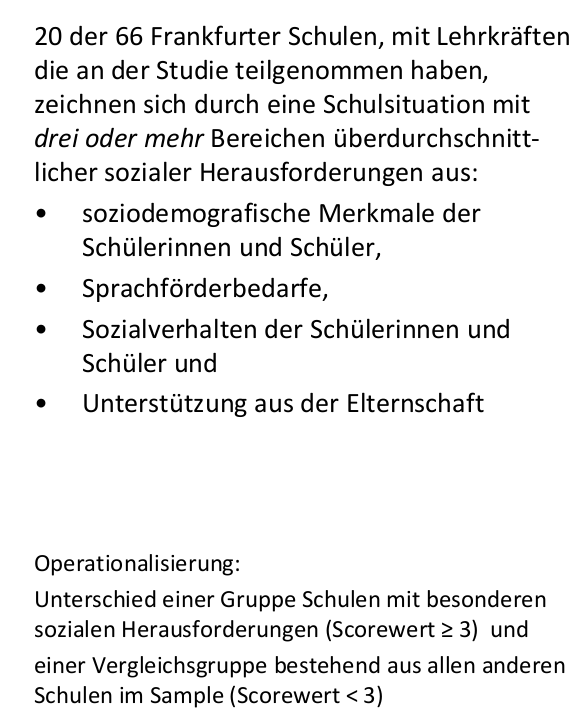 20 der 66 Frankfurter Schulen, mit Lehrkräften
die an der Studie teilgenommen haben,
zeichnen sich durch eine Schulsituation mit
drei oder mehr Bereichen überdurchschnitt-
licher sozialer Herausforderungen aus:
• soziodemografische Merkmale der
Schülerinnen und Schüler,
• Sprachförderbedarfe,
• Sozialverhalten der Schülerinnen und
Schüler und
• Unterstützung aus der Elternschaft
Operationalisierung:
Unterschied einer Gruppe Schulen mit besonderen
sozialen Herausforderungen (Scorewert ≥ 3) und
einer Vergleichsgruppe bestehend aus allen anderen
Schulen im Sample (Scorewert < 3)